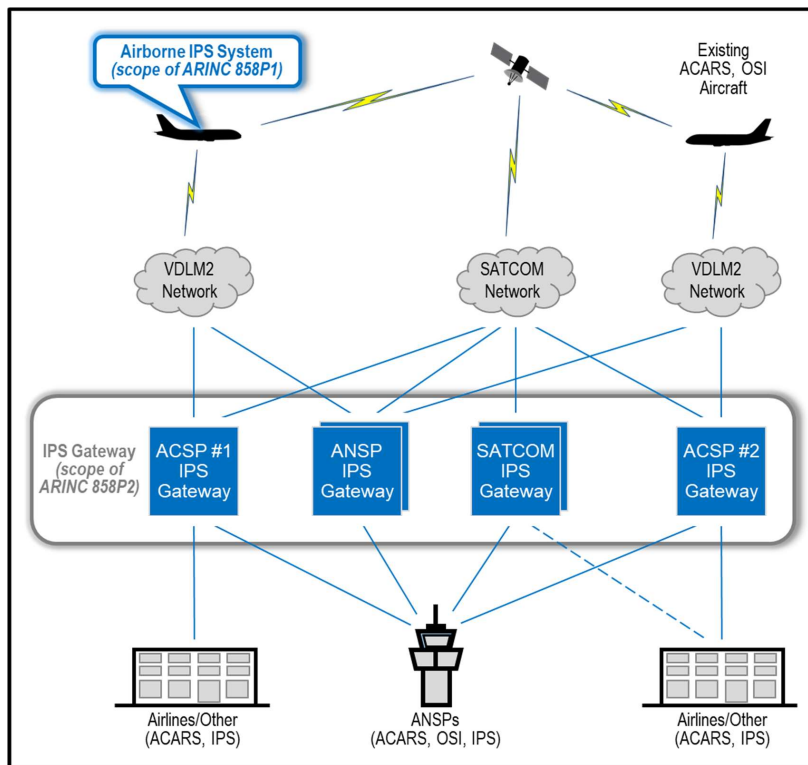 Airborne IPS System
(scope of ARINC 858P1)
Existing
ACARS, OSI
Aircraft
VDLM2
Network
SATCOM
Network
VDLM2
Network
IPS Gateway
(scope of
ARINC 858P2)
ACSP #1
IPS
Gateway
ANSP
IPS
Gateway
SATCOM
IPS
Gateway
ACSP #2
IPS
Gateway
Airlines/Other
(ACARS, IPS)
ANSPs
(ACARS, OSI, IPS)
Airlines/Other
(ACARS, IPS)